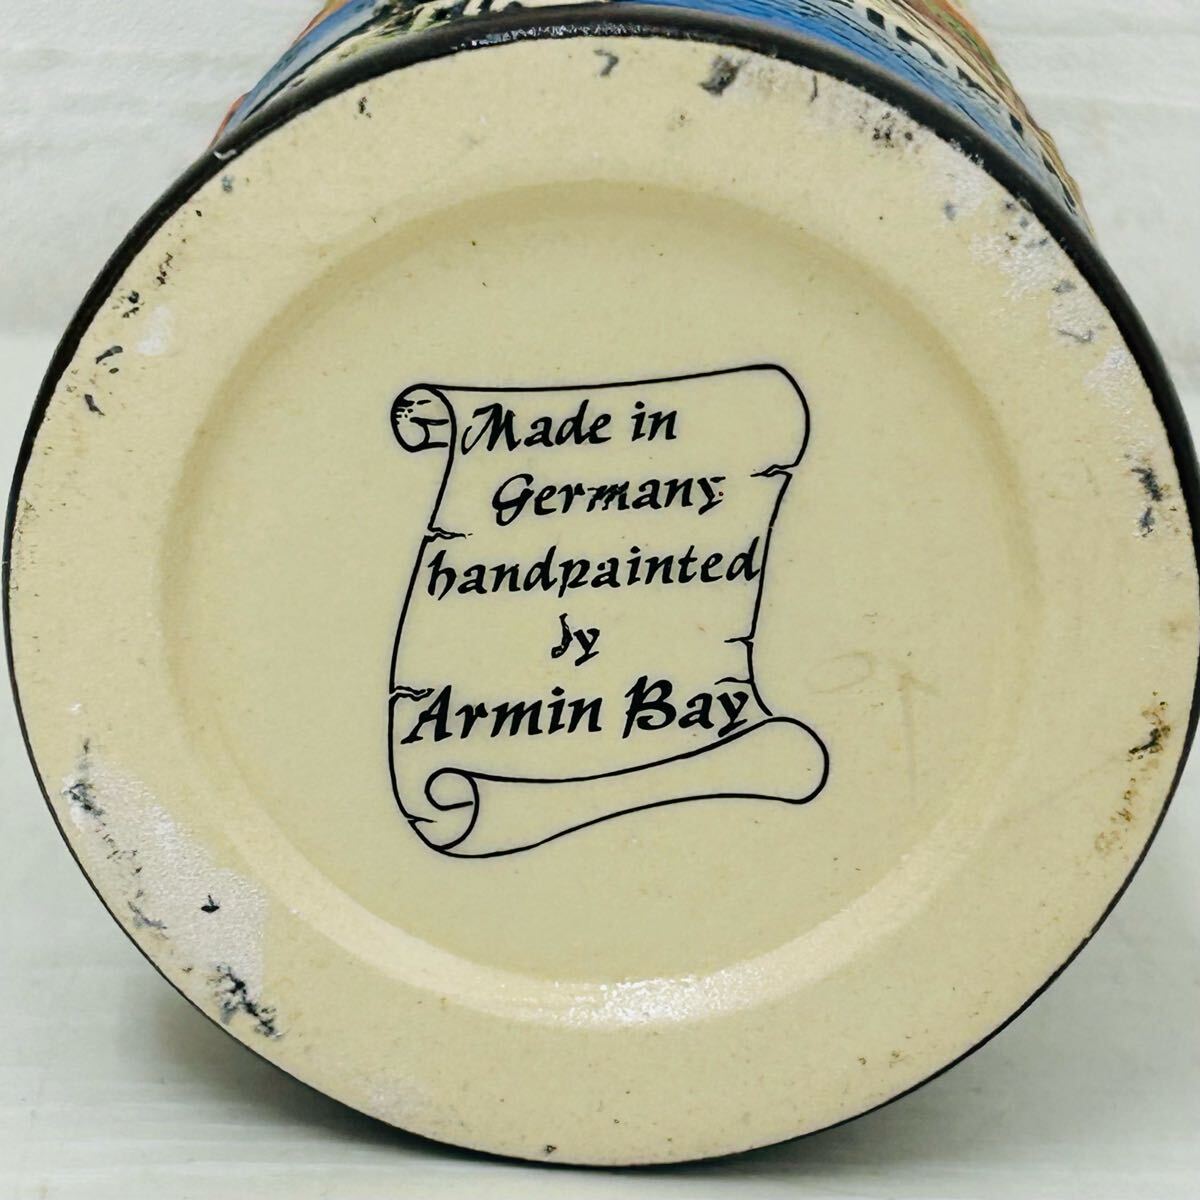 Made in
Germany
handpainted
by
Armin Bay